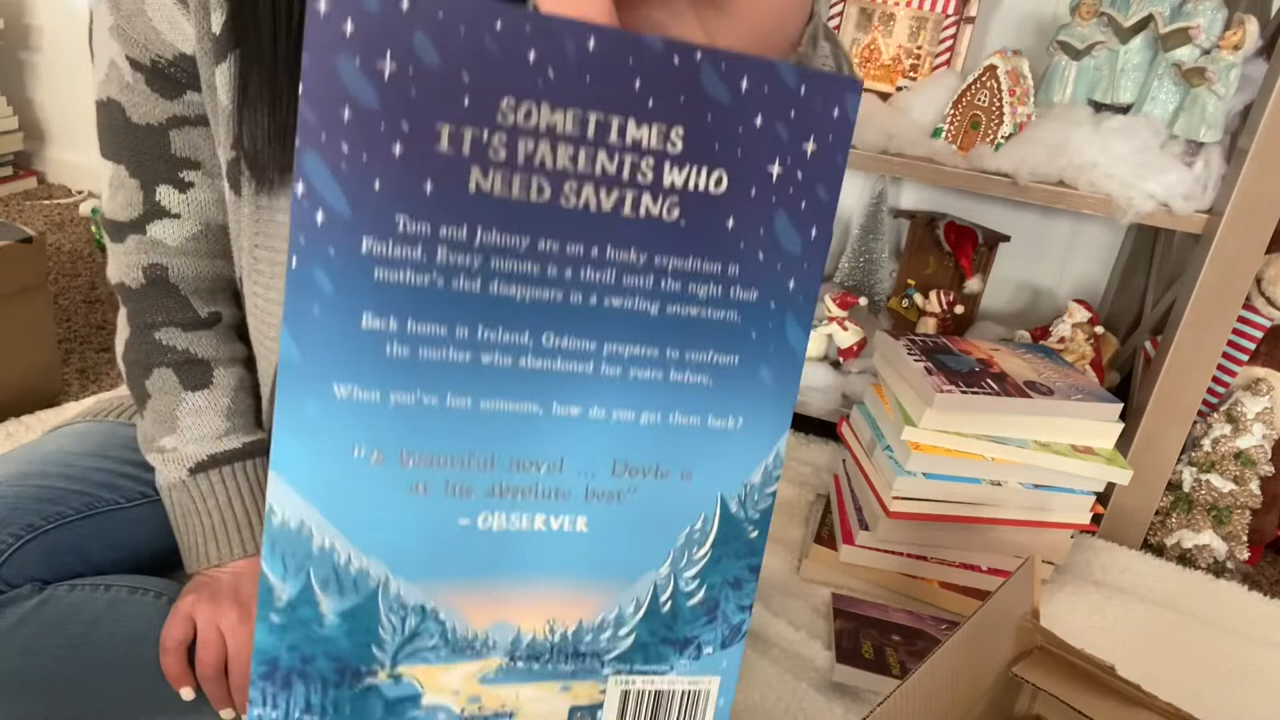 SOMETIMES
IT'S PARENTS WHO
NEED SAVING.
Tom and Johnny are on a husky expedition in
Finland. Every minute is a thrill until the night their
mother's sled disappears in a swirling snowstorm.
Back home in Ireland, Gráinne prepares to confront
the mother who abandoned her years before.
When you've lost someone, how do you get them back?
"A beautiful novel ... Doyle is
at his absolute best"
– OBSERVER
ISBN